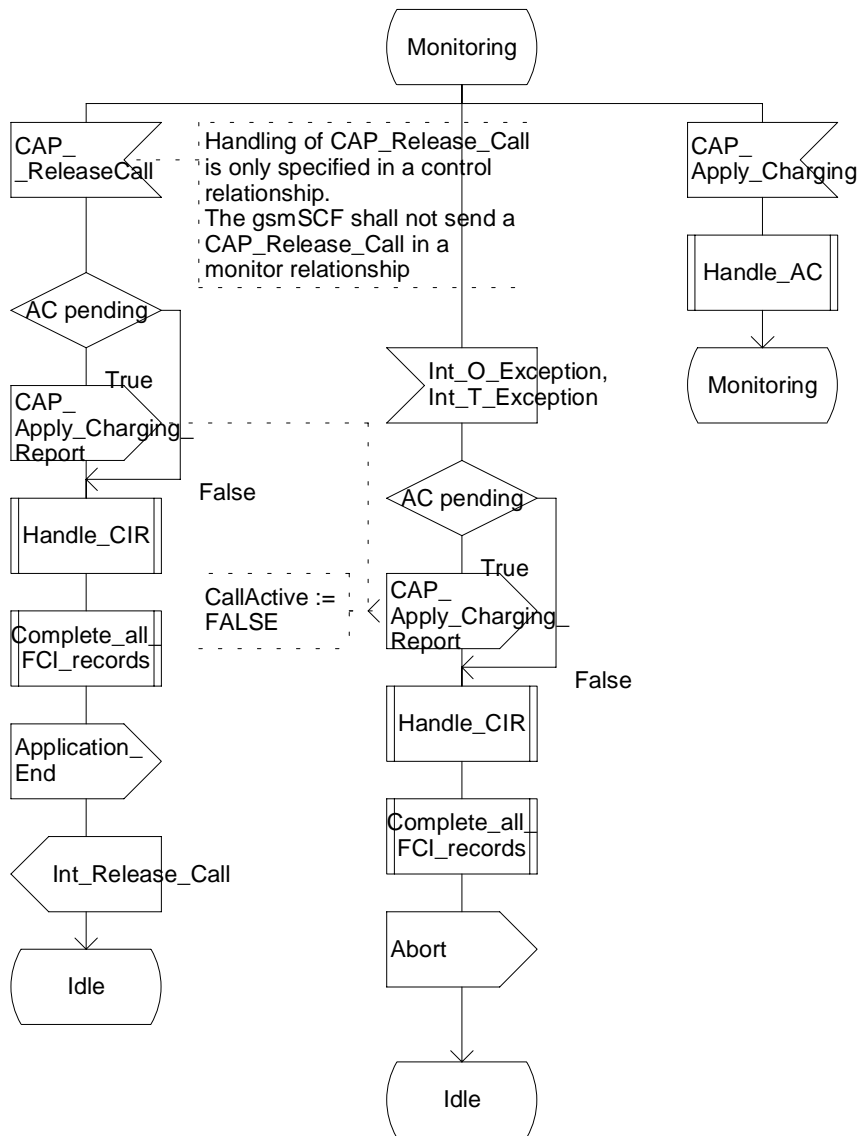 Monitoring
CAP_
_ReleaseCall
Handling of CAP_Release_Call
is only specified in a control
relationship.
The gsmSCF shall not send a
CAP_Release_Call in a
monitor relationship
CAP_
Apply_Charging
Handle_AC
Monitoring
AC pending
True
CAP_
Apply_Charging_
Report
False
Handle_CIR
Complete_all_
FCI_records
Application_
End
Int_Release_Call
Idle
Int_O_Exception,
Int_T_Exception
AC pending
True
CallActive :=
FALSE
CAP_
Apply_Charging_
Report
False
Handle_CIR
Complete_all_
FCI_records
Abort
Idle